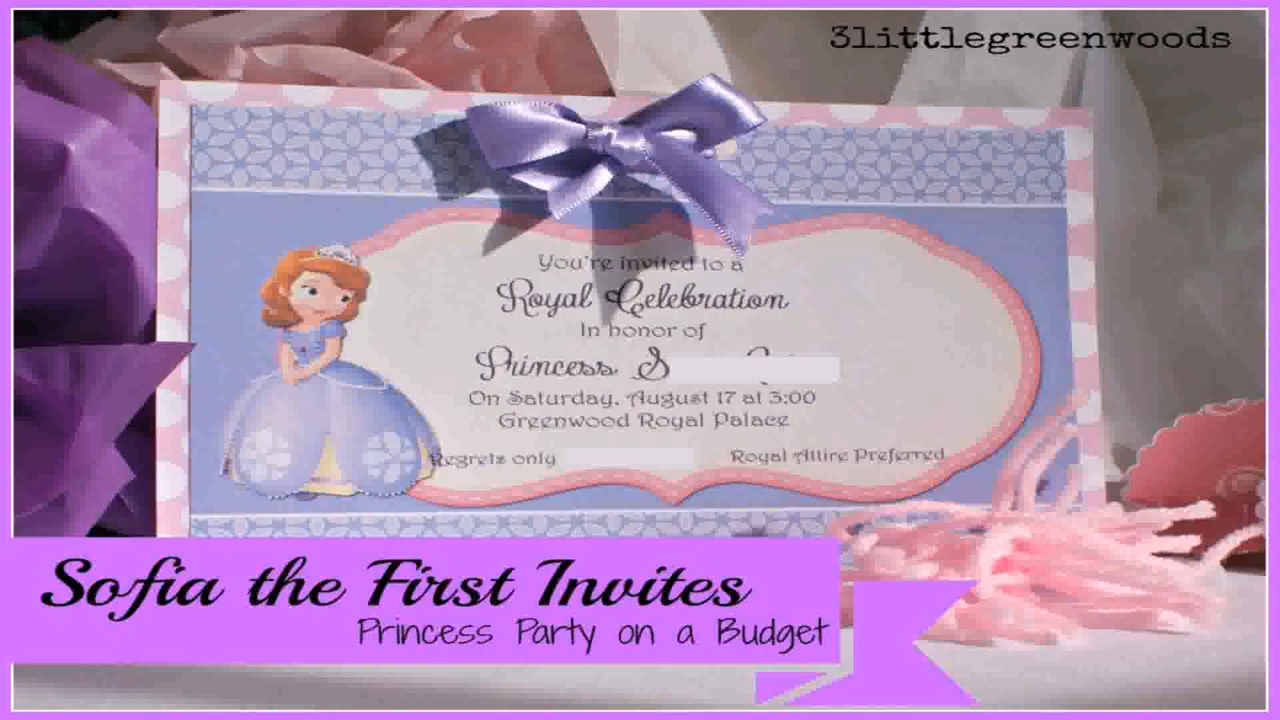 3littlegreenwoods
You're invited to a
Royal Celebration
In honor of
Princess S
On Saturday, August 17 at 3:00
Greenwood Royal Palace
Regrets only Royal Attire Preferred
Sofia the First Invites
Princess Party on a Budget